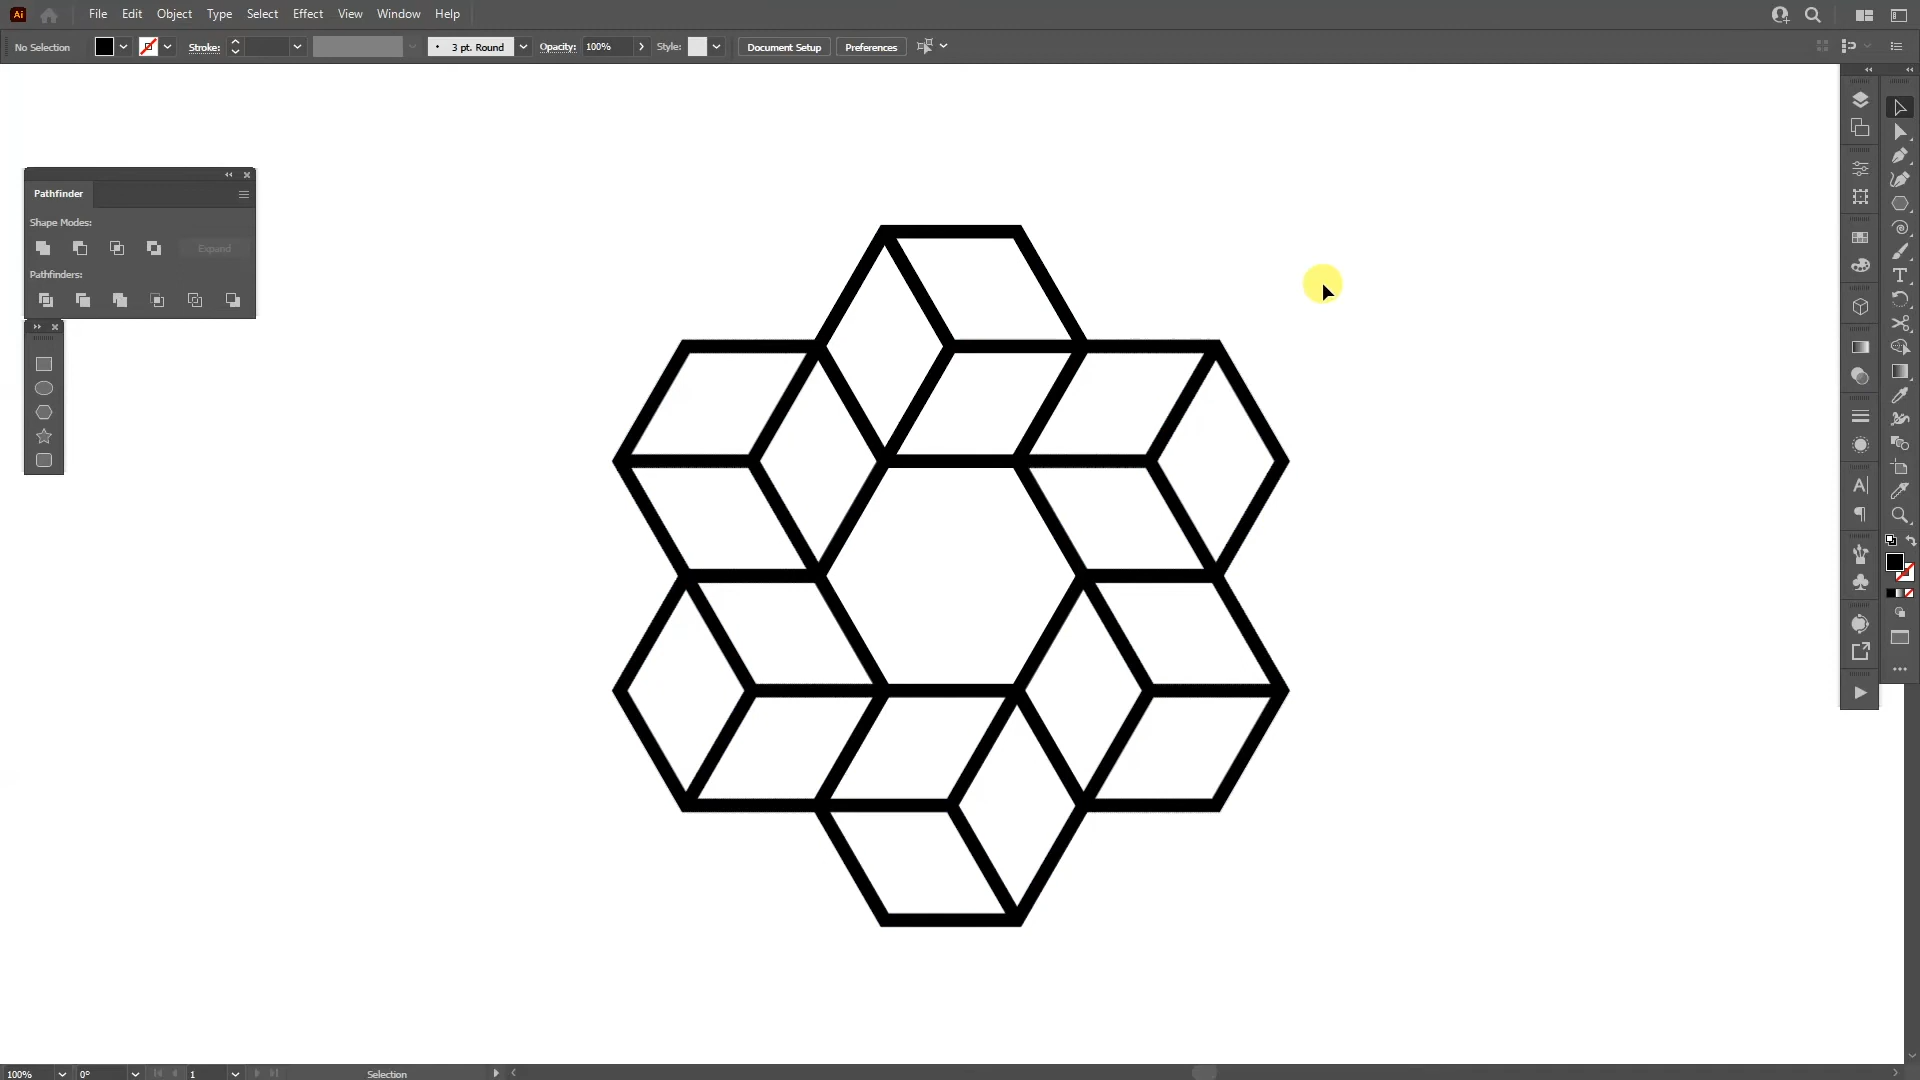 Ai File Edit Object Type Select Effect View Window Help
No Selection Stroke: 3 pt. Round Opacity: 100% Style: Document Setup Preferences
Pathfinder
Shape Modes:
Expand
Pathfinders:
100% 0° 1 Selection